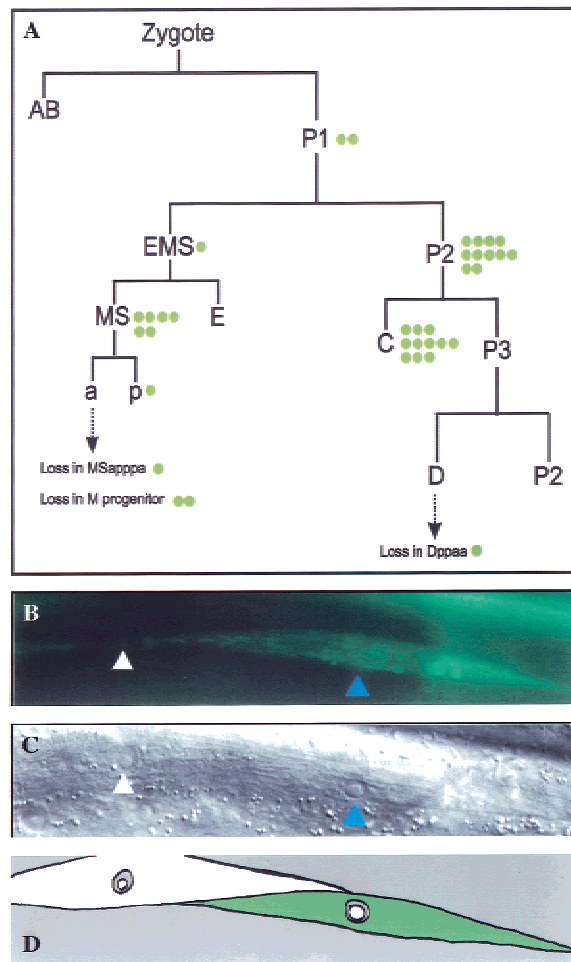 A
Zygote
AB
P1
EMS
P2
MS
E
C
P3
a
p
Loss in MSapppa
Loss in M progenitor
D
P2
Loss in Dppaa
B
C
D